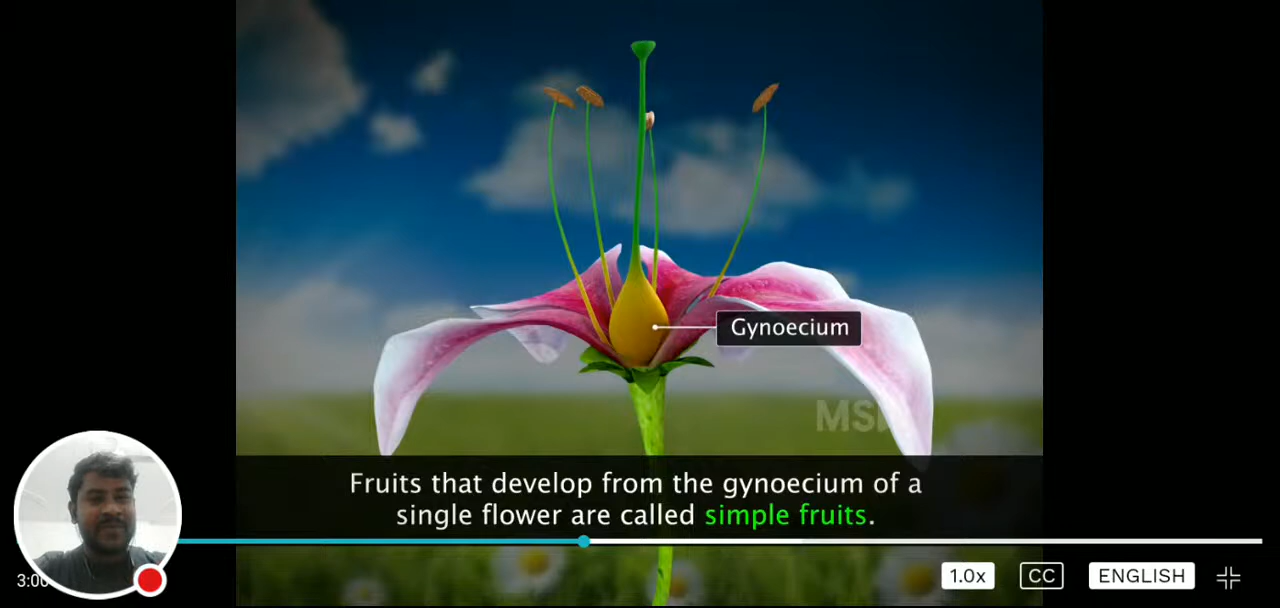 Gynoecium
Fruits that develop from the gynoecium of a
single flower are called simple fruits.
1.0x CC ENGLISH